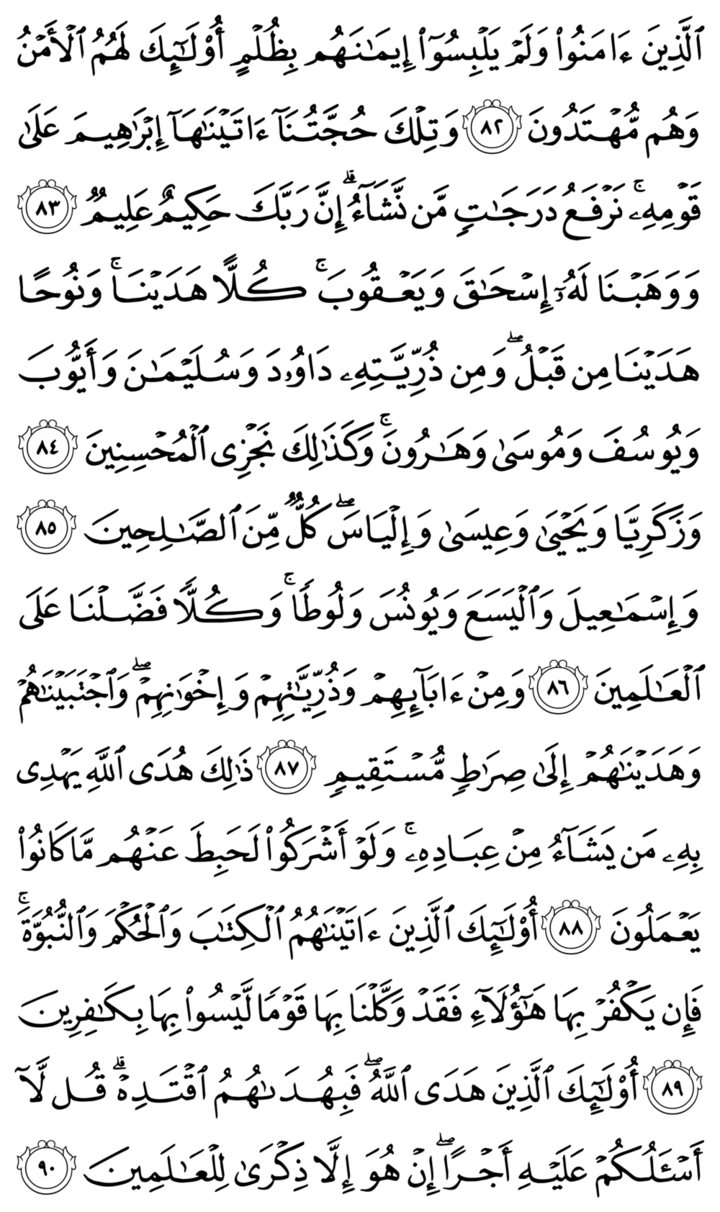 ٱلَّذِينَ ءَامَنُوا۟ وَلَمْ يَلْبِسُوٓا۟ إِيمَـٰنَهُم بِظُلْمٍ أُو۟لَـٰٓئِكَ لَهُمُ ٱلْأَمْنُ
وَهُم مُّهْتَدُونَ ٨٢ وَتِلْكَ حُجَّتُنَآ ءَاتَيْنَـٰهَآ إِبْرَٰهِيمَ عَلَىٰ
قَوْمِهِۦ ۚ نَرْفَعُ دَرَجَـٰتٍ مَّن نَّشَآءُ ۗ إِنَّ رَبَّكَ حَكِيمٌ عَلِيمٌ ٨٣
وَوَهَبْنَا لَهُۥٓ إِسْحَـٰقَ وَيَعْقُوبَ ۚ كُلًّا هَدَيْنَا ۚ وَنُوحًا
هَدَيْنَا مِن قَبْلُ ۖ وَمِن ذُرِّيَّتِهِۦ دَاوُۥدَ وَسُلَيْمَـٰنَ وَأَيُّوبَ
وَيُوسُفَ وَمُوسَىٰ وَهَـٰرُونَ ۚ وَكَذَٰلِكَ نَجْزِى ٱلْمُحْسِنِينَ ٨٤
وَزَكَرِيَّا وَيَحْيَىٰ وَعِيسَىٰ وَإِلْيَاسَ ۖ كُلٌّ مِّنَ ٱلصَّـٰلِحِينَ ٨٥
وَإِسْمَـٰعِيلَ وَٱلْيَسَعَ وَيُونُسَ وَلُوطًا ۚ وَكُلًّا فَضَّلْنَا عَلَى
ٱلْعَـٰلَمِينَ ٨٦ وَمِنْ ءَابَآئِهِمْ وَذُرِّيَّـٰتِهِمْ وَإِخْوَٰنِهِمْ ۖ وَٱجْتَبَيْنَـٰهُمْ
وَهَدَيْنَـٰهُمْ إِلَىٰ صِرَٰطٍ مُّسْتَقِيمٍ ٨٧ ذَٰلِكَ هُدَى ٱللَّهِ يَهْدِى
بِهِۦ مَن يَشَآءُ مِنْ عِبَادِهِۦ ۚ وَلَوْ أَشْرَكُوا۟ لَحَبِطَ عَنْهُم مَّا كَانُوا۟
يَعْمَلُونَ ٨٨ أُو۟لَـٰٓئِكَ ٱلَّذِينَ ءَاتَيْنَـٰهُمُ ٱلْكِتَـٰبَ وَٱلْحُكْمَ وَٱلنُّبُوَّةَ ۚ
فَإِن يَكْفُرْ بِهَا هَـٰٓؤُلَآءِ فَقَدْ وَكَّلْنَا بِهَا قَوْمًا لَّيْسُوا۟ بِهَا بِكَـٰفِرِينَ
٨٩ أُو۟لَـٰٓئِكَ ٱلَّذِينَ هَدَى ٱللَّهُ ۖ فَبِهُدَىٰهُمُ ٱقْتَدِهْ ۗ قُل لَّآ
أَسْـَٔلُكُمْ عَلَيْهِ أَجْرًا ۖ إِنْ هُوَ إِلَّا ذِكْرَىٰ لِلْعَـٰلَمِينَ ٩٠